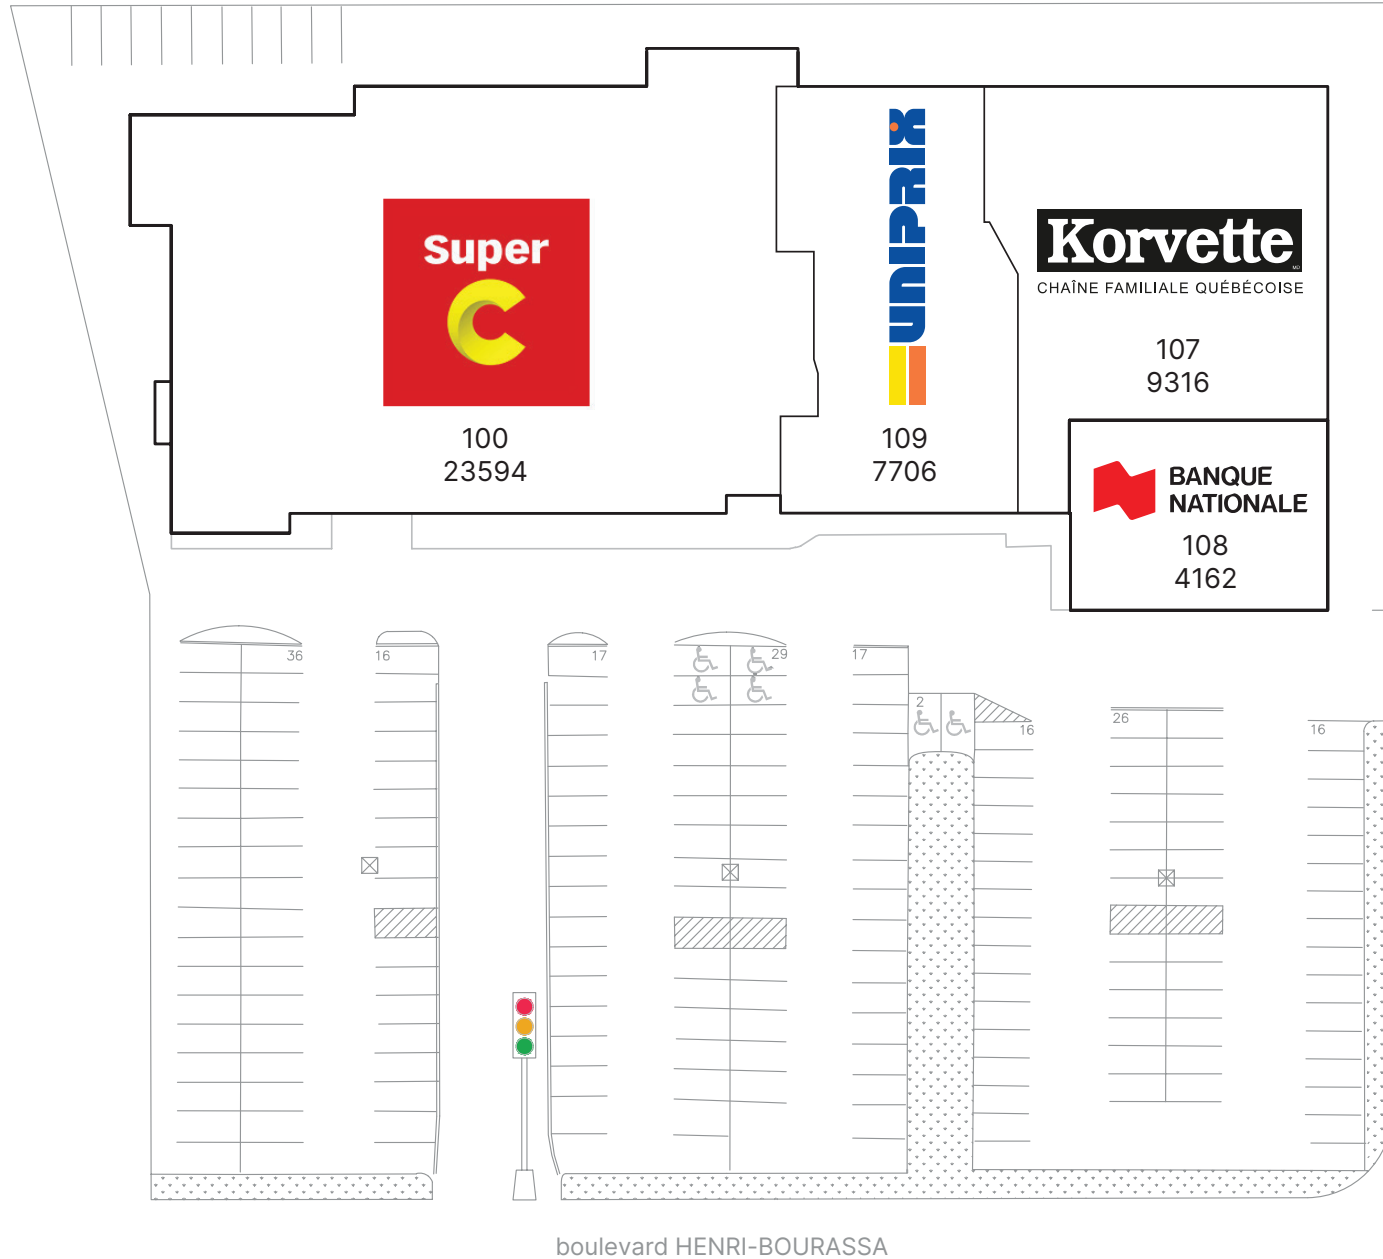 Super
C
100
23594
UNIPRIX
109
7706
Korvette
MD
CHAÎNE FAMILIALE QUÉBÉCOISE
107
9316
BANQUE
NATIONALE
108
4162
36
16
17
29
17
2
16
26
16
boulevard HENRI-BOURASSA